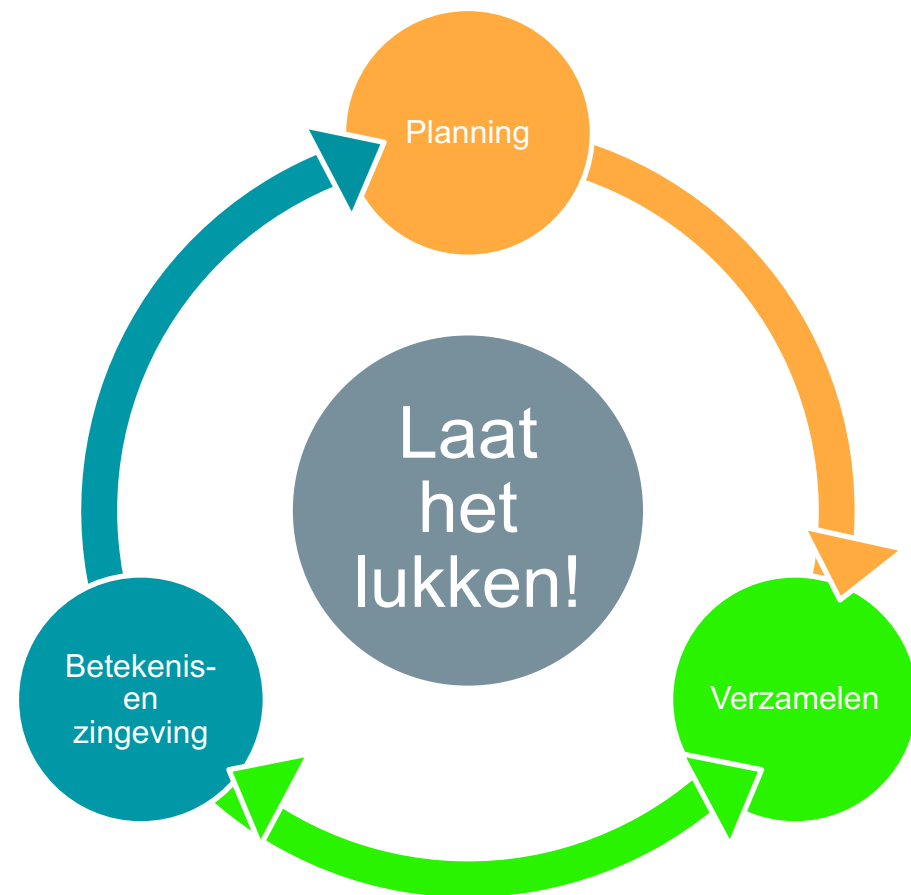 Planning
Laat
het
lukken!
Betekenis-
en
zingeving
Verzamelen